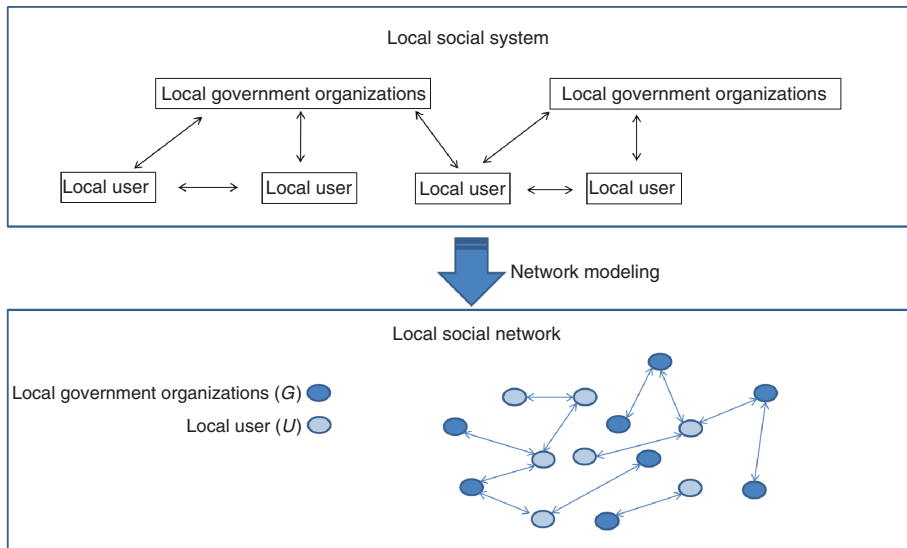 Local social system
Local government organizations
Local government organizations
Local user
Local user
Local user
Local user
Network modeling
Local social network
Local government organizations (G)
Local user (U)